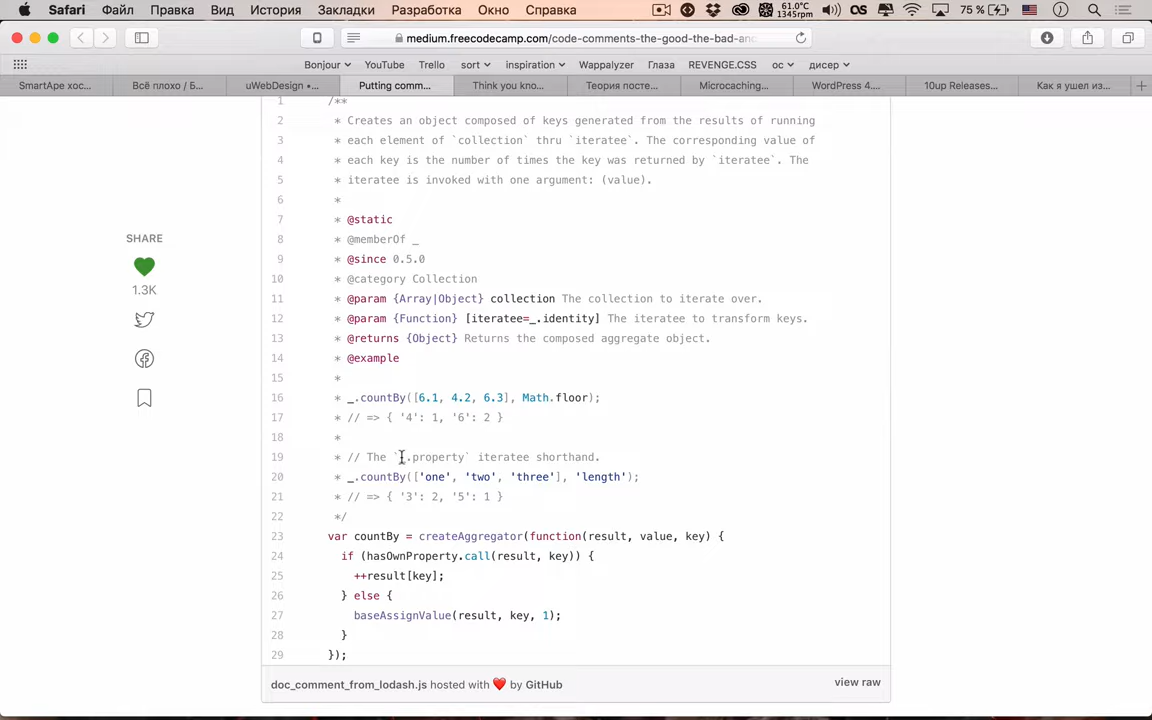 Safari Файл Правка Вид История Закладки Разработка Окно Справка 61.0°C 1345rpm OS 75 %
medium.freecodecamp.com/code-comments-the-good-the-bad-anc
Bonjour YouTube Trello sort inspiration Wappalyzer Глаза REVENGE.CSS ос дисер
SmartApe хос... Всё плохо / Б... uWebDesign •... Putting comm... Think you kno... Теория посте... Microcaching... WordPress 4.... 10up Releases... Как я ушел из...
1 /**
2 * Creates an object composed of keys generated from the results of running
3 * each element of `collection` thru `iteratee`. The corresponding value of
4 * each key is the number of times the key was returned by `iteratee`. The
5 * iteratee is invoked with one argument: (value).
6 *
7 * @static
8 * @memberOf _
9 * @since 0.5.0
10 * @category Collection
11 * @param {Array|Object} collection The collection to iterate over.
12 * @param {Function} [iteratee=_.identity] The iteratee to transform keys.
13 * @returns {Object} Returns the composed aggregate object.
14 * @example
15 *
16 * _.countBy([6.1, 4.2, 6.3], Math.floor);
17 * // => { '4': 1, '6': 2 }
18 *
19 * // The `_.property` iteratee shorthand.
20 * _.countBy(['one', 'two', 'three'], 'length');
21 * // => { '3': 2, '5': 1 }
22 */
23 var countBy = createAggregator(function(result, value, key) {
24 if (hasOwnProperty.call(result, key)) {
25 ++result[key];
26 } else {
27 baseAssignValue(result, key, 1);
28 }
29 });
SHARE
1.3K
doc_comment_from_lodash.js hosted with ❤ by GitHub
view raw